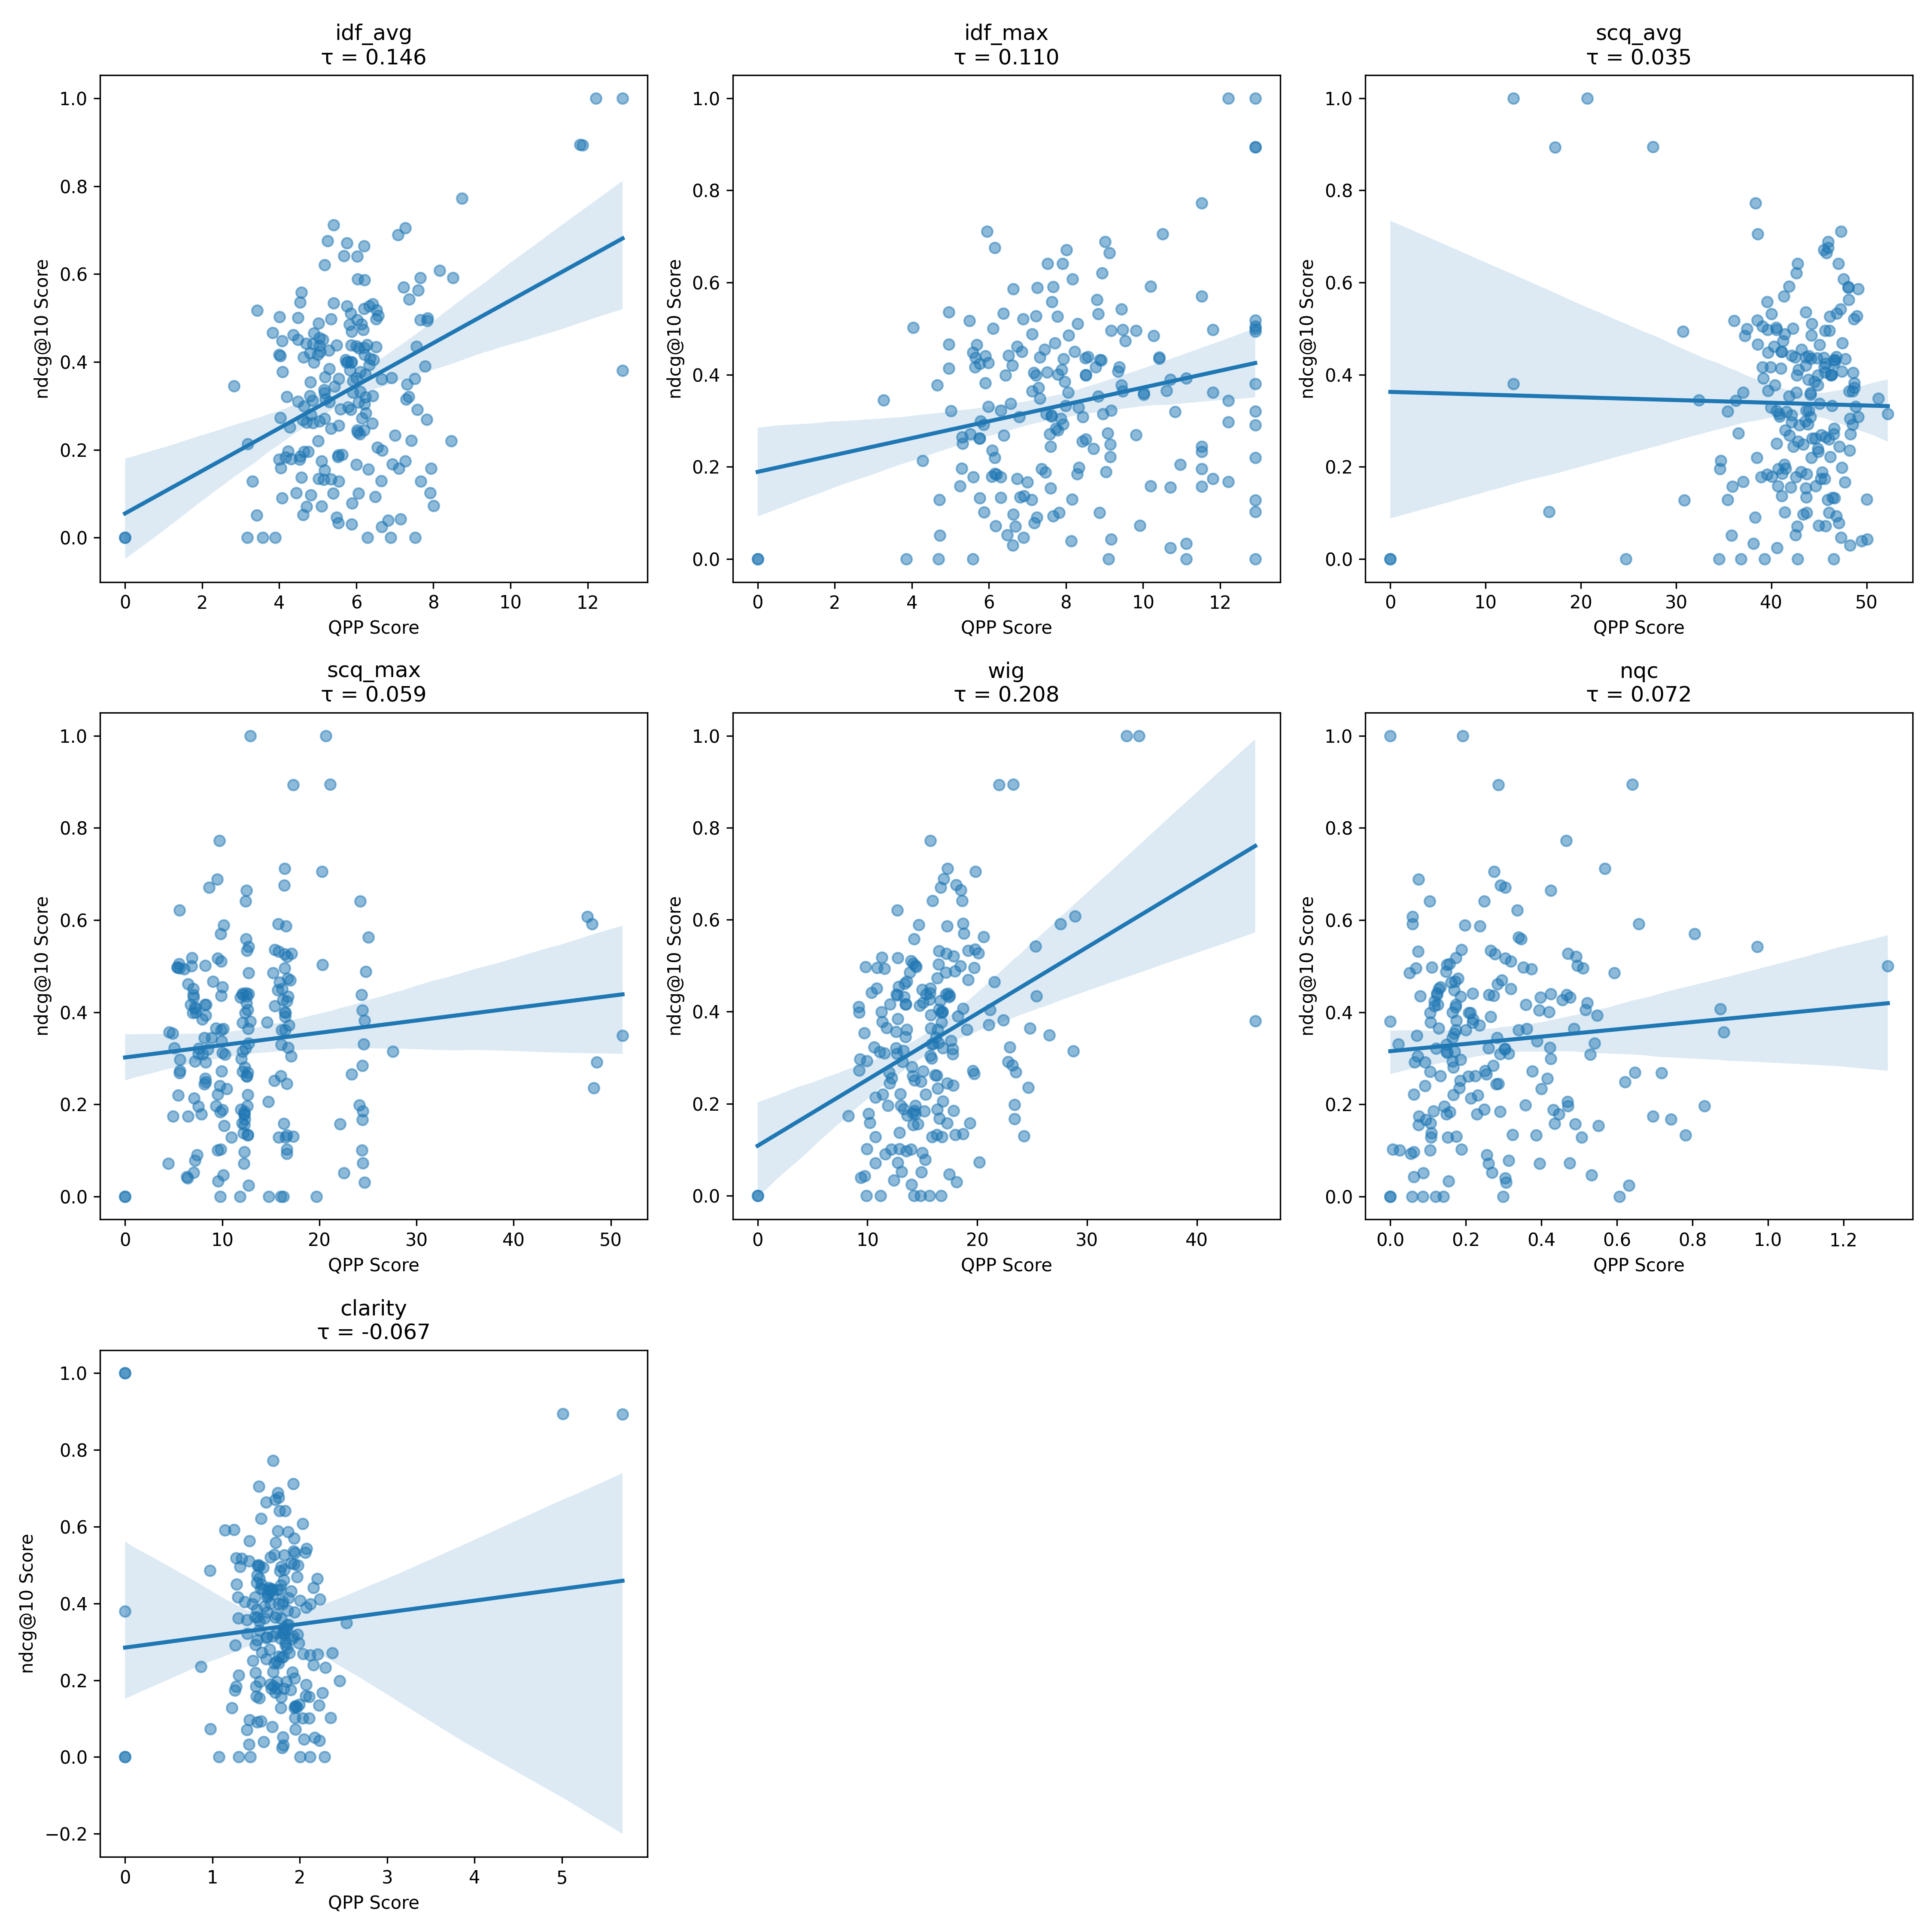 idf_avg
τ = 0.146
idf_max
τ = 0.110
scq_avg
τ = 0.035
ndcg@10 Score
1.0
0.8
0.6
0.4
0.2
0.0
0 2 4 6 8 10 12
QPP Score
ndcg@10 Score
1.0
0.8
0.6
0.4
0.2
0.0
0 2 4 6 8 10 12
QPP Score
ndcg@10 Score
1.0
0.8
0.6
0.4
0.2
0.0
0 10 20 30 40 50
QPP Score
scq_max
τ = 0.059
wig
τ = 0.208
nqc
τ = 0.072
ndcg@10 Score
1.0
0.8
0.6
0.4
0.2
0.0
0 10 20 30 40 50
QPP Score
ndcg@10 Score
1.0
0.8
0.6
0.4
0.2
0.0
0 10 20 30 40
QPP Score
ndcg@10 Score
1.0
0.8
0.6
0.4
0.2
0.0
0.0 0.2 0.4 0.6 0.8 1.0 1.2
QPP Score
clarity
τ = -0.067
ndcg@10 Score
1.0
0.8
0.6
0.4
0.2
0.0
−0.2
0 1 2 3 4 5
QPP Score